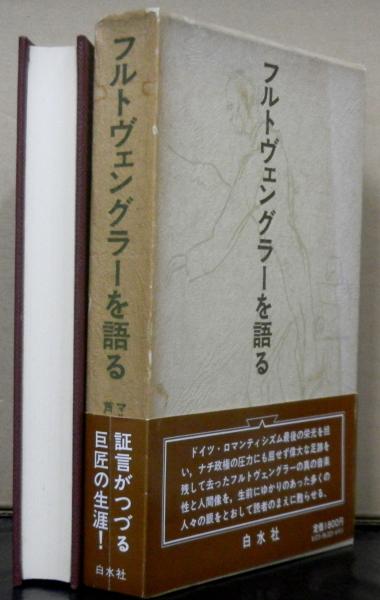 フルトヴェングラーを語る
フルトヴェングラーを語る
証言がつづる
巨匠の生涯！
白水社
ドイツ・ロマンティシズム最後の栄光を担
い，ナチ政権の圧力にも屈せず偉大な足跡を
残して去ったフルトヴェングラーの真の音楽
性と人間像を，生前にゆかりのあった多くの
人々の眼をとおして読者のまえに甦らせる。
白水社
定価1800円